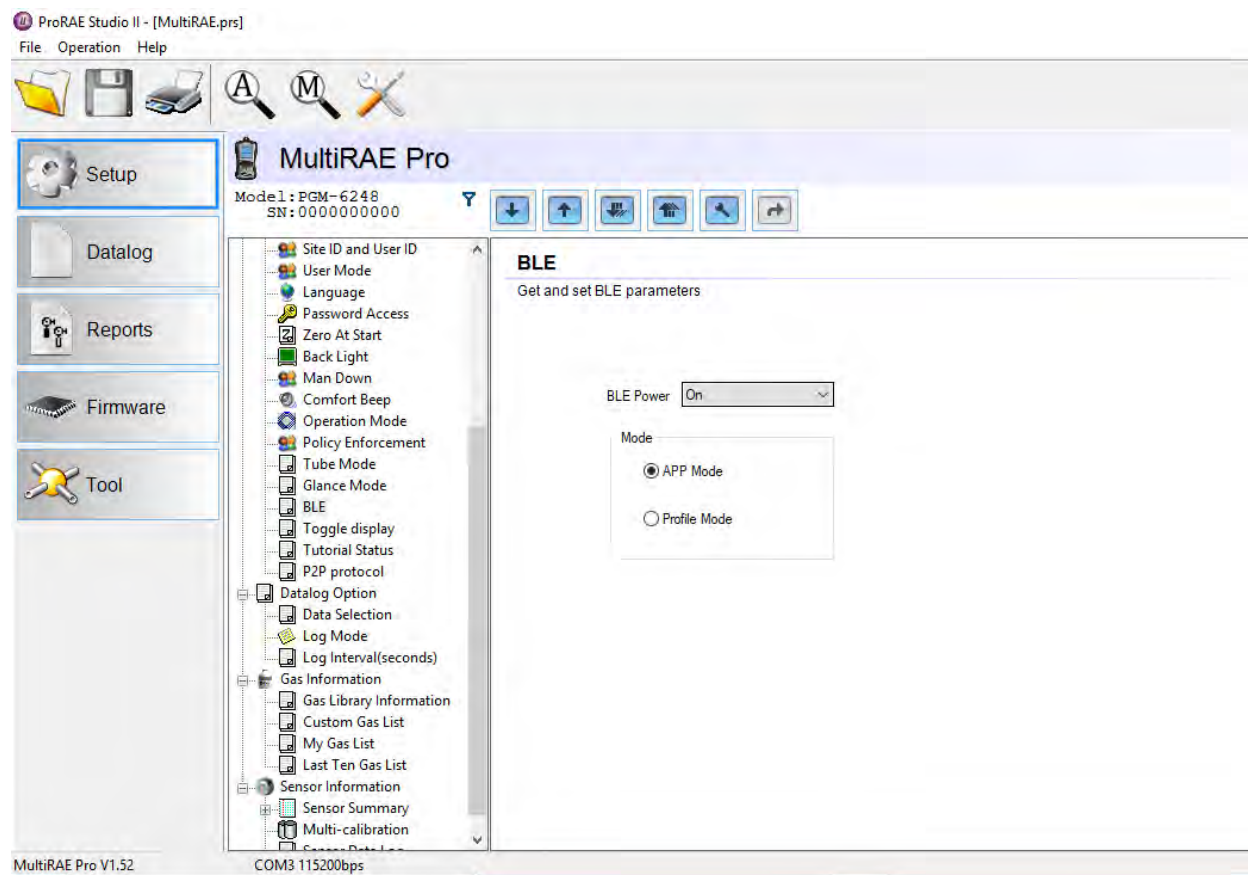 ProRAE Studio II - [MultiRAE.prs]
File Operation Help
A M
Setup
Datalog
Reports
Firmware
Tool
MultiRAE Pro
Model:PGM-6248
SN:0000000000
Site ID and User ID
User Mode
Language
Password Access
Zero At Start
Back Light
Man Down
Comfort Beep
Operation Mode
Policy Enforcement
Tube Mode
Glance Mode
BLE
Toggle display
Tutorial Status
P2P protocol
Datalog Option
Data Selection
Log Mode
Log Interval(seconds)
Gas Information
Gas Library Information
Custom Gas List
My Gas List
Last Ten Gas List
Sensor Information
Sensor Summary
Multi-calibration
BLE
Get and set BLE parameters
BLE Power On
Mode
APP Mode
Profile Mode
MultiRAE Pro V1.52
COM3 115200bps